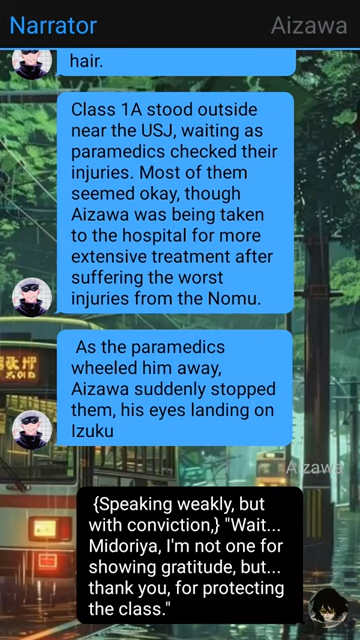 Narrator
Aizawa
hair.
Class 1A stood outside
near the USJ, waiting as
paramedics checked their
injuries. Most of them
seemed okay, though
Aizawa was being taken
to the hospital for more
extensive treatment after
suffering the worst
injuries from the Nomu.
As the paramedics
wheeled him away,
Aizawa suddenly stopped
them, his eyes landing on
Izuku
Aizawa
{Speaking weakly, but
with conviction,} "Wait...
Midoriya, I'm not one for
showing gratitude, but...
thank you, for protecting
the class."